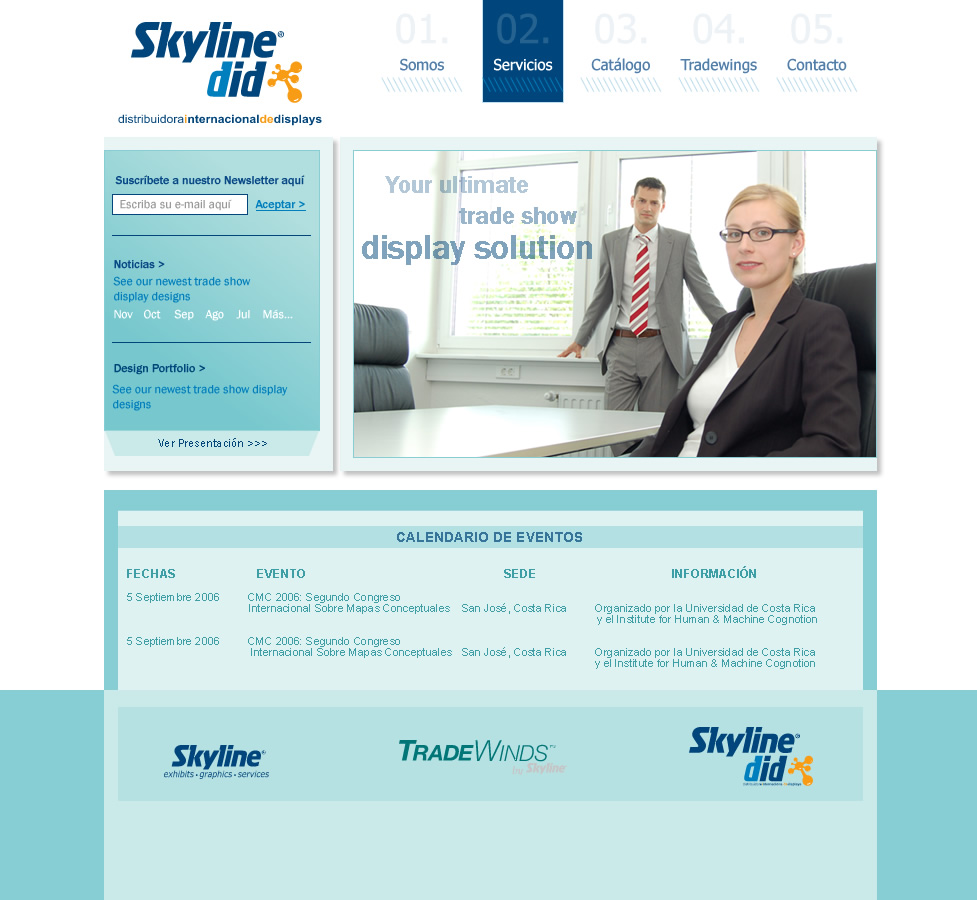 Skyline®
did
distribuidorainternacionaldedisplays
01.
Somos
02.
Servicios
03.
Catálogo
04.
Tradewings
05.
Contacto
Suscríbete a nuestro Newsletter aquí
Escriba su e-mail aquí
Aceptar >
Noticias >
See our newest trade show
display designs
Nov Oct Sep Ago Jul Más...
Design Portfolio >
See our newest trade show display
designs
Ver Presentación >>>
Your ultimate
trade show
display solution
CALENDARIO DE EVENTOS
FECHAS EVENTO SEDE INFORMACIÓN
5 Septiembre 2006
CMC 2006: Segundo Congreso
Internacional Sobre Mapas Conceptuales
San José, Costa Rica
Organizado por la Universidad de Costa Rica
y el Institute for Human & Machine Cognotion
5 Septiembre 2006
CMC 2006: Segundo Congreso
Internacional Sobre Mapas Conceptuales
San José, Costa Rica
Organizado por la Universidad de Costa Rica
y el Institute for Human & Machine Cognotion
Skyline®
exhibits • graphics • services
TRADEWINDS™
by Skyline
Skyline®
did